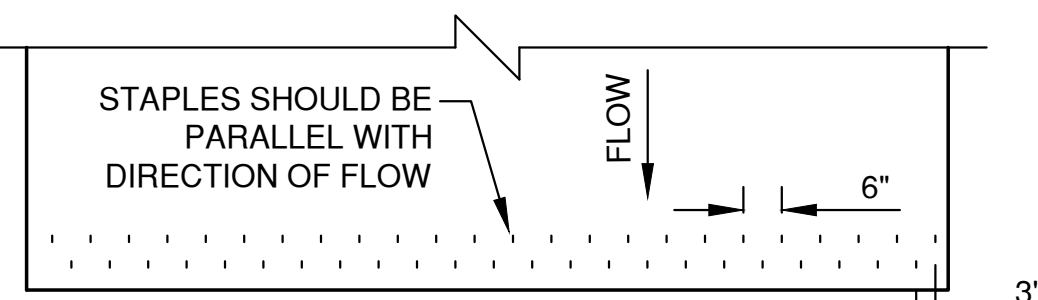 STAPLES SHOULD BE
PARALLEL WITH
DIRECTION OF FLOW
FLOW
6"
3'